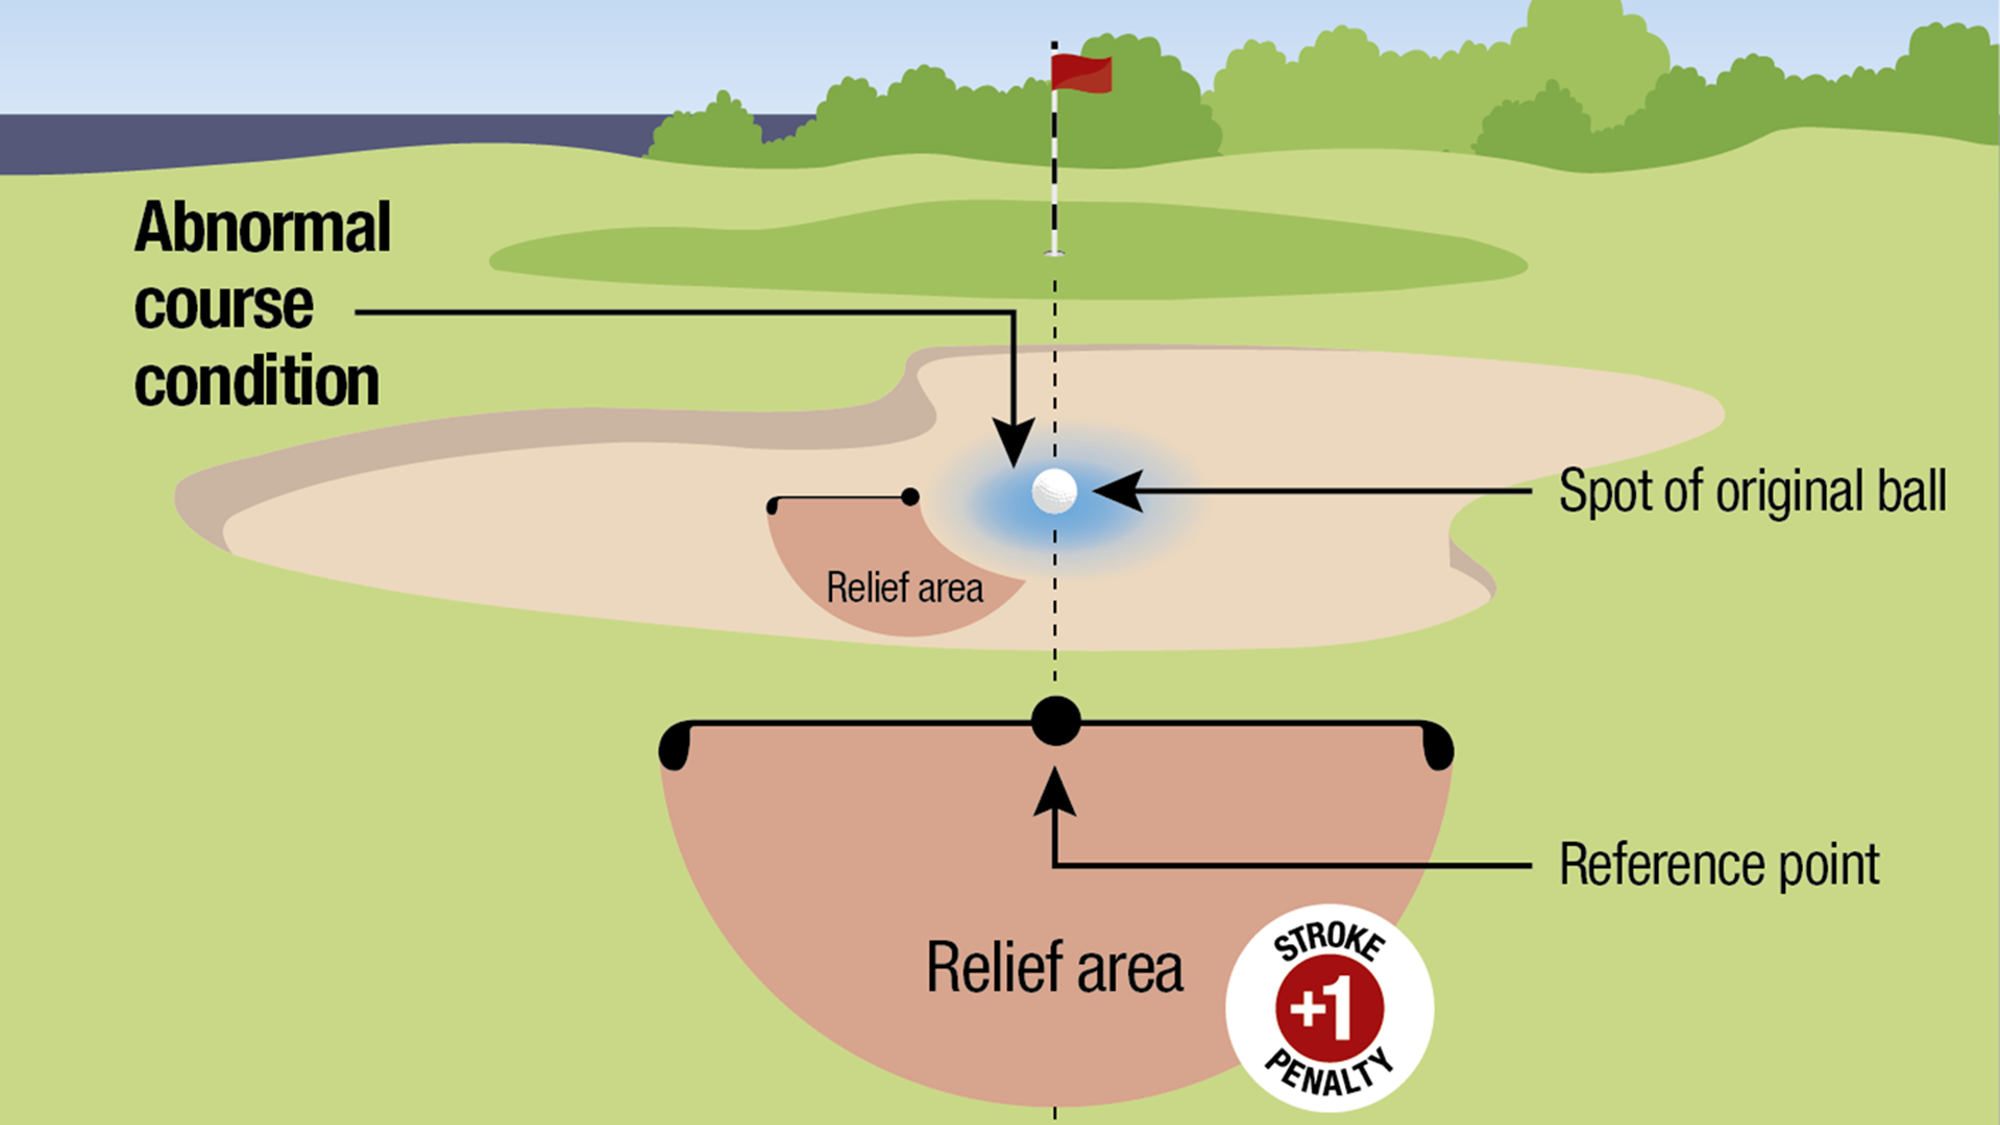 Abnormal
course
condition
Spot of original ball
Relief area
Reference point
Relief area
STROKE
+1
PENALTY